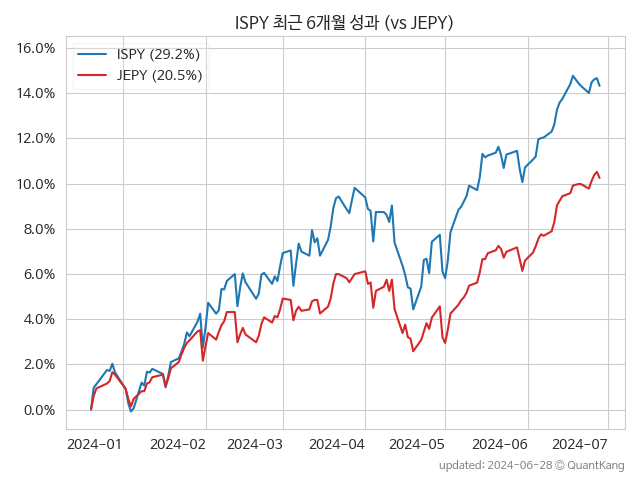 ISPY 최근 6개월 성과 (vs JEPY)
16.0%
14.0%
12.0%
10.0%
8.0%
6.0%
4.0%
2.0%
0.0%
ISPY (29.2%)
JEPY (20.5%)
2024-01 2024-02 2024-03 2024-04 2024-05 2024-06 2024-07
updated: 2024-06-28 © QuantKang